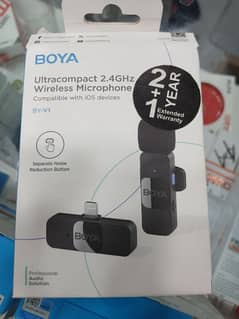 BOYA
Ultracompact 2.4GHz
Wireless Microphone
Compatible with iOS devices
BY-V1
2+1
YEAR
Extended
Warranty
Separate Noise
Reduction Button
BOYA
BOYA
Professional
Audio
Solution